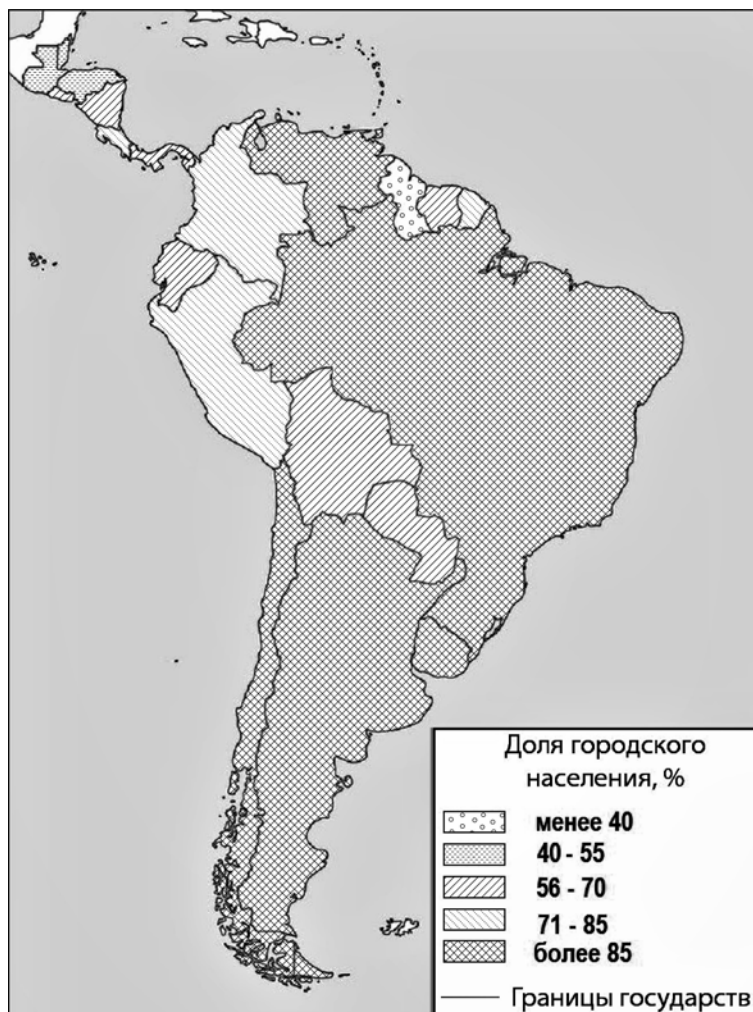 Доля городского
населения, %
менее 40
40 - 55
56 - 70
71 - 85
более 85
Границы государств